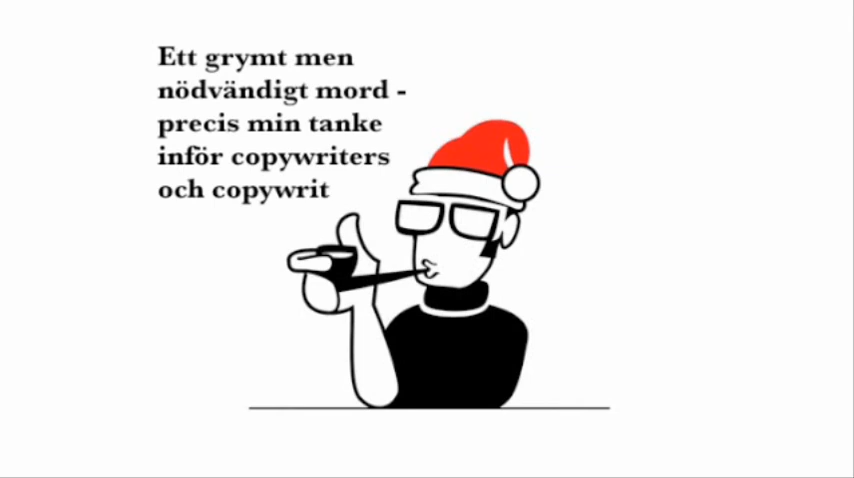 Ett grymt men
nödvändigt mord -
precis min tanke
inför copywriters
och copywrit